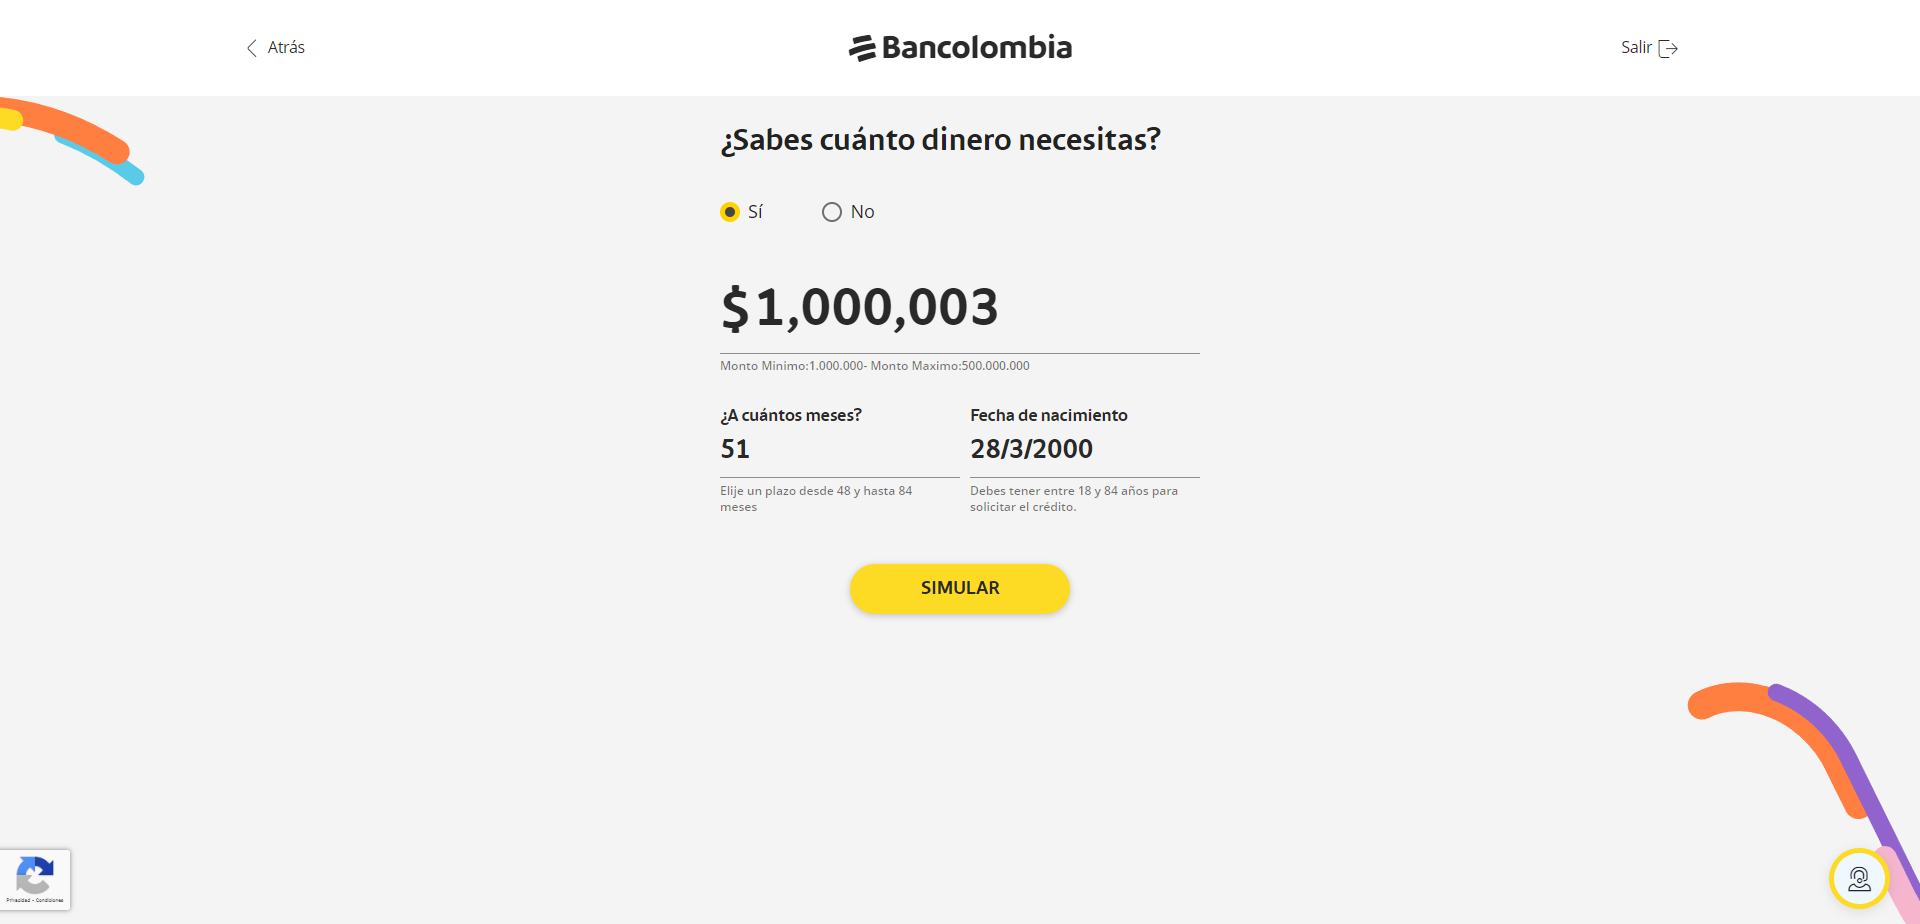 Atrás
Bancolombia
Salir
¿Sabes cuánto dinero necesitas?
Sí
No
$1,000,003
Monto Minimo:1.000.000- Monto Maximo:500.000.000
¿A cuántos meses?
Fecha de nacimiento
51
28/3/2000
Elije un plazo desde 48 y hasta 84
meses
Debes tener entre 18 y 84 años para
solicitar el crédito.
SIMULAR
Privacidad - Condiciones